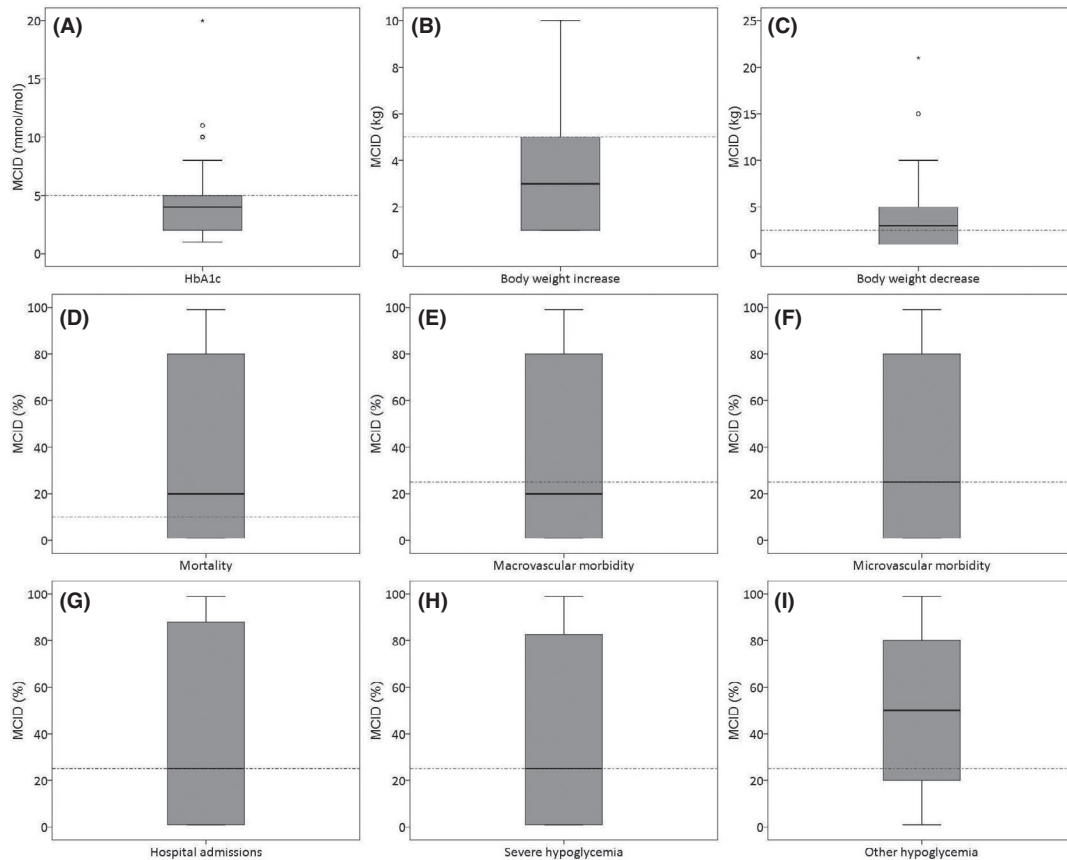 (A)
MCID (mmol/mol)
20
15
10
5
0
HbA1c
(B)
MCID (kg)
10
8
6
4
2
0
Body weight increase
(C)
MCID (kg)
25
20
15
10
5
0
Body weight decrease
(D)
MCID (%)
100
80
60
40
20
0
Mortality
(E)
MCID (%)
100
80
60
40
20
0
Macrovascular morbidity
(F)
MCID (%)
100
80
60
40
20
0
Microvascular morbidity
(G)
MCID (%)
100
80
60
40
20
0
Hospital admissions
(H)
MCID (%)
100
80
60
40
20
0
Severe hypoglycemia
(I)
MCID (%)
100
80
60
40
20
0
Other hypoglycemia